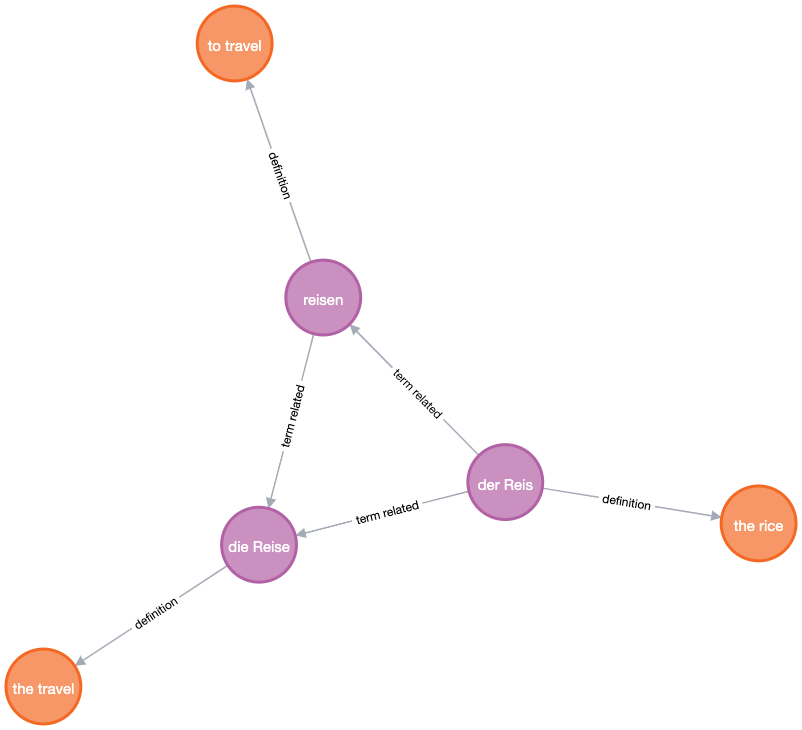 to travel
definition
reisen
term related
term related
der Reis
definition
the rice
term related
die Reise
definition
the travel